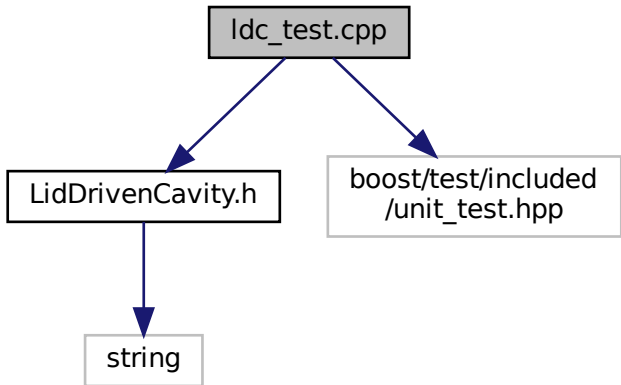 ldc_test.cpp
LidDrivenCavity.h
boost/test/included
/unit_test.hpp
string